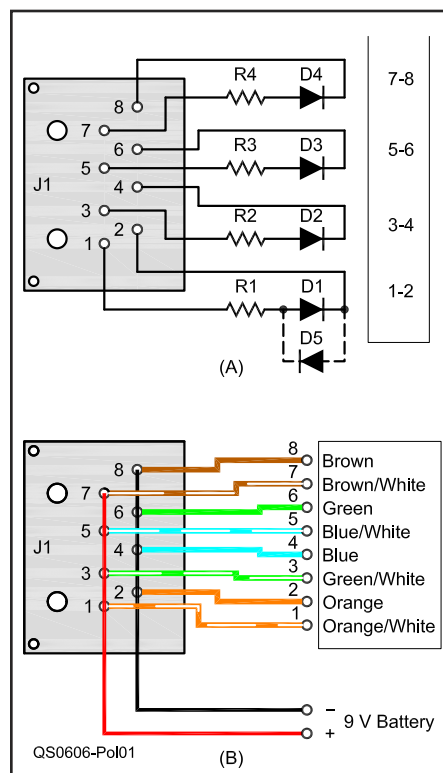 R4 D4
8
7
7-8
R3 D3
6
5
5-6
J1
R2 D2
4
3
3-4
R1 D1
2
1
1-2
D5
(A)
8 8 Brown
7 7 Brown/White
6 6 Green
J1 5 5 Blue/White
4 4 Blue
3 3 Green/White
2 2 Orange
1 1 Orange/White
–
9 V Battery
+
QS0606-Pol01
(B)